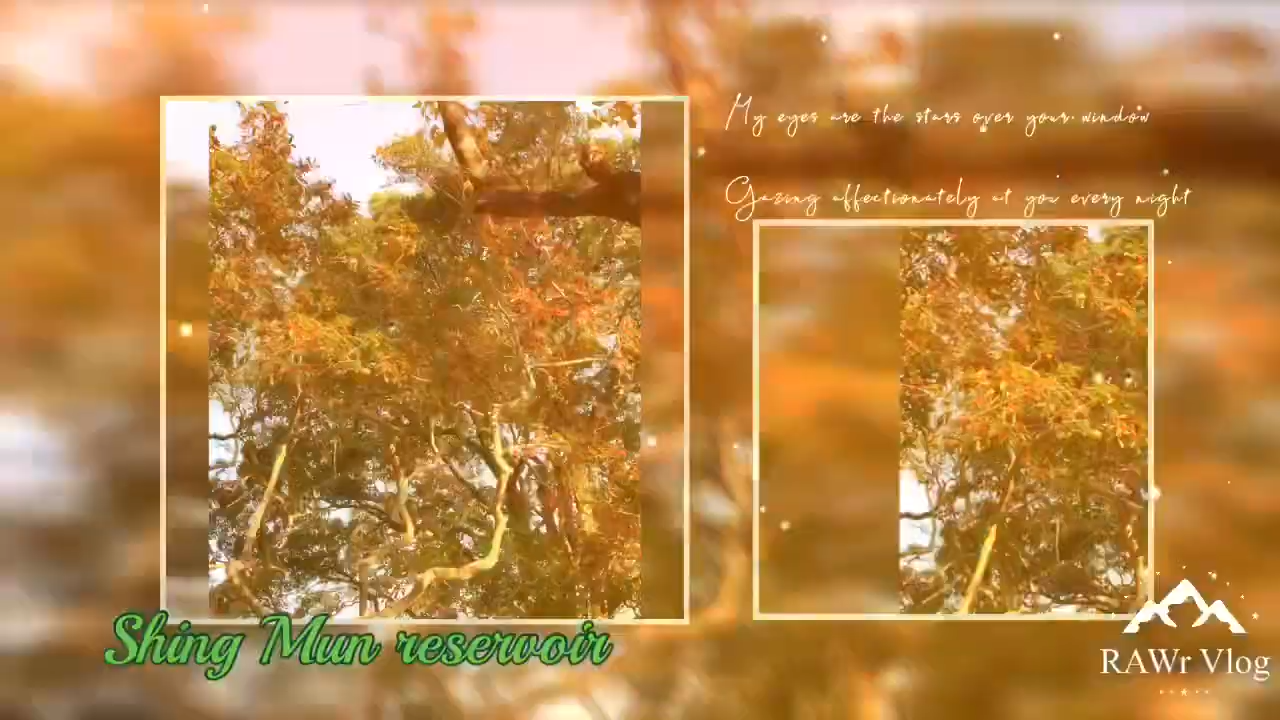 My eyes are the stars over your window
Gazing affectionately at you every night
Shing Mun reservoir
RAWr Vlog